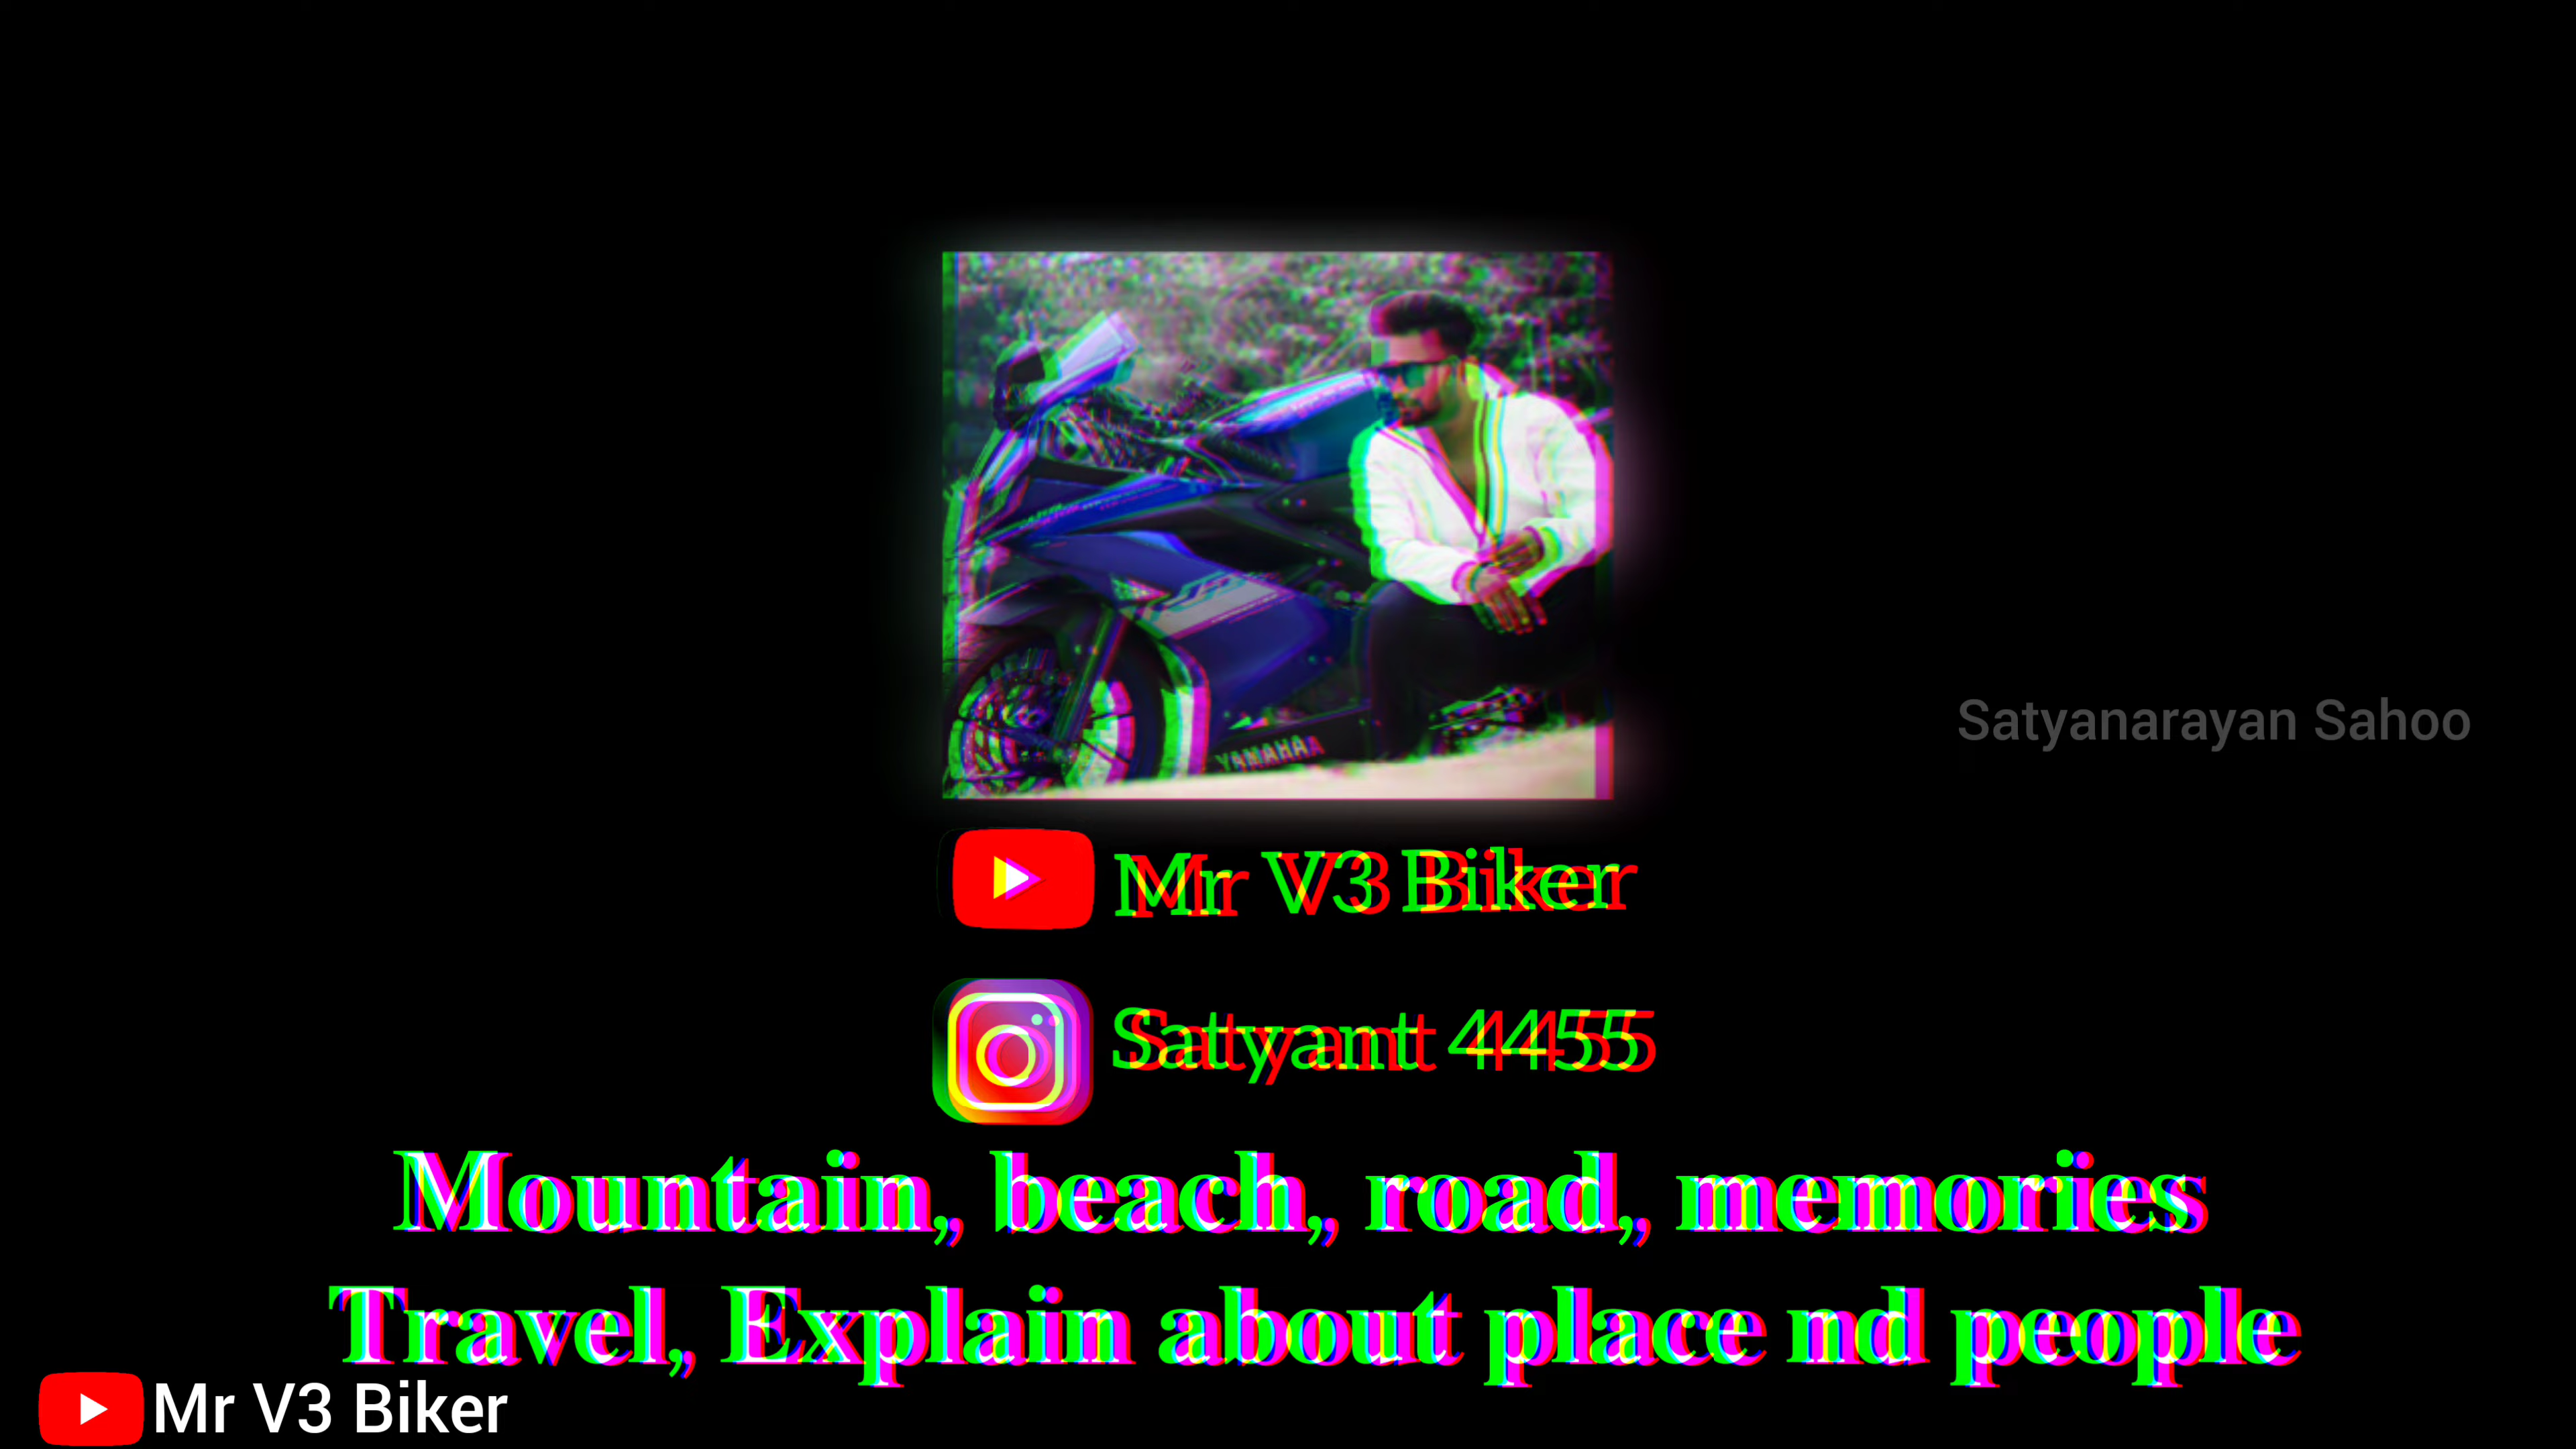 YAMAHA
Satyanarayan Sahoo
Mr V3 Biker
Satyant 4455
Mountain, beach, road, memories
Travel, Explain about place nd people
Mr V3 Biker